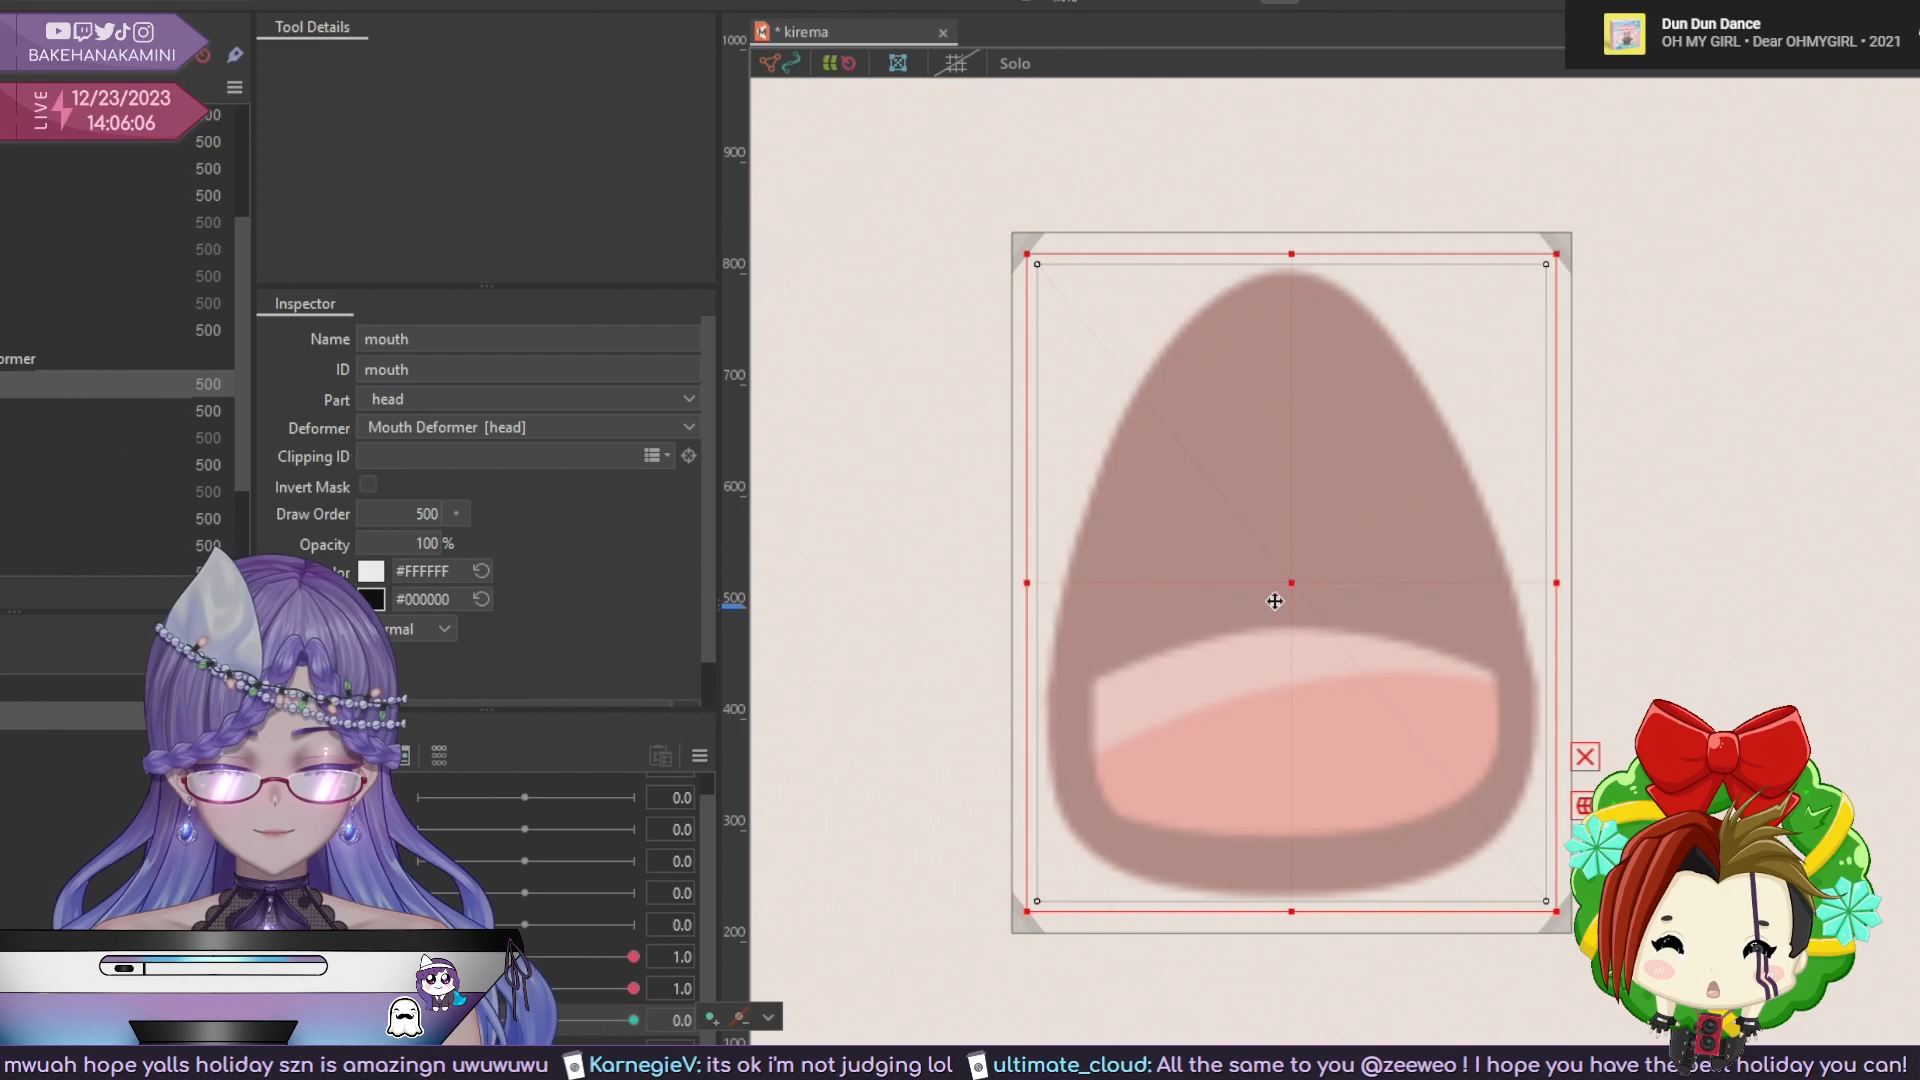 BAKEHANAKAMINI
LIVE
12/23/2023
14:06:06
500
500
500
500
500
500
500
500
500
ormer
500
500
500
500
500
500
500
Tool Details
Inspector
Name mouth
ID mouth
Part head
Deformer Mouth Deformer [head]
Clipping ID
Invert Mask
Draw Order 500
Opacity 100 %
or #FFFFFF
#000000
rmal
0.0
0.0
0.0
0.0
0.0
1.0
1.0
0.0
* kirema
Solo
1000
900
800
700
600
500
400
300
200
100
Dun Dun Dance
OH MY GIRL • Dear OHMYGIRL • 2021
mwuah hope yalls holiday szn is amazingn uwuwuwu KarnegieV: its ok i'm not judging lol ultimate_cloud: All the same to you @zeeweo ! I hope you have the holiday you can!